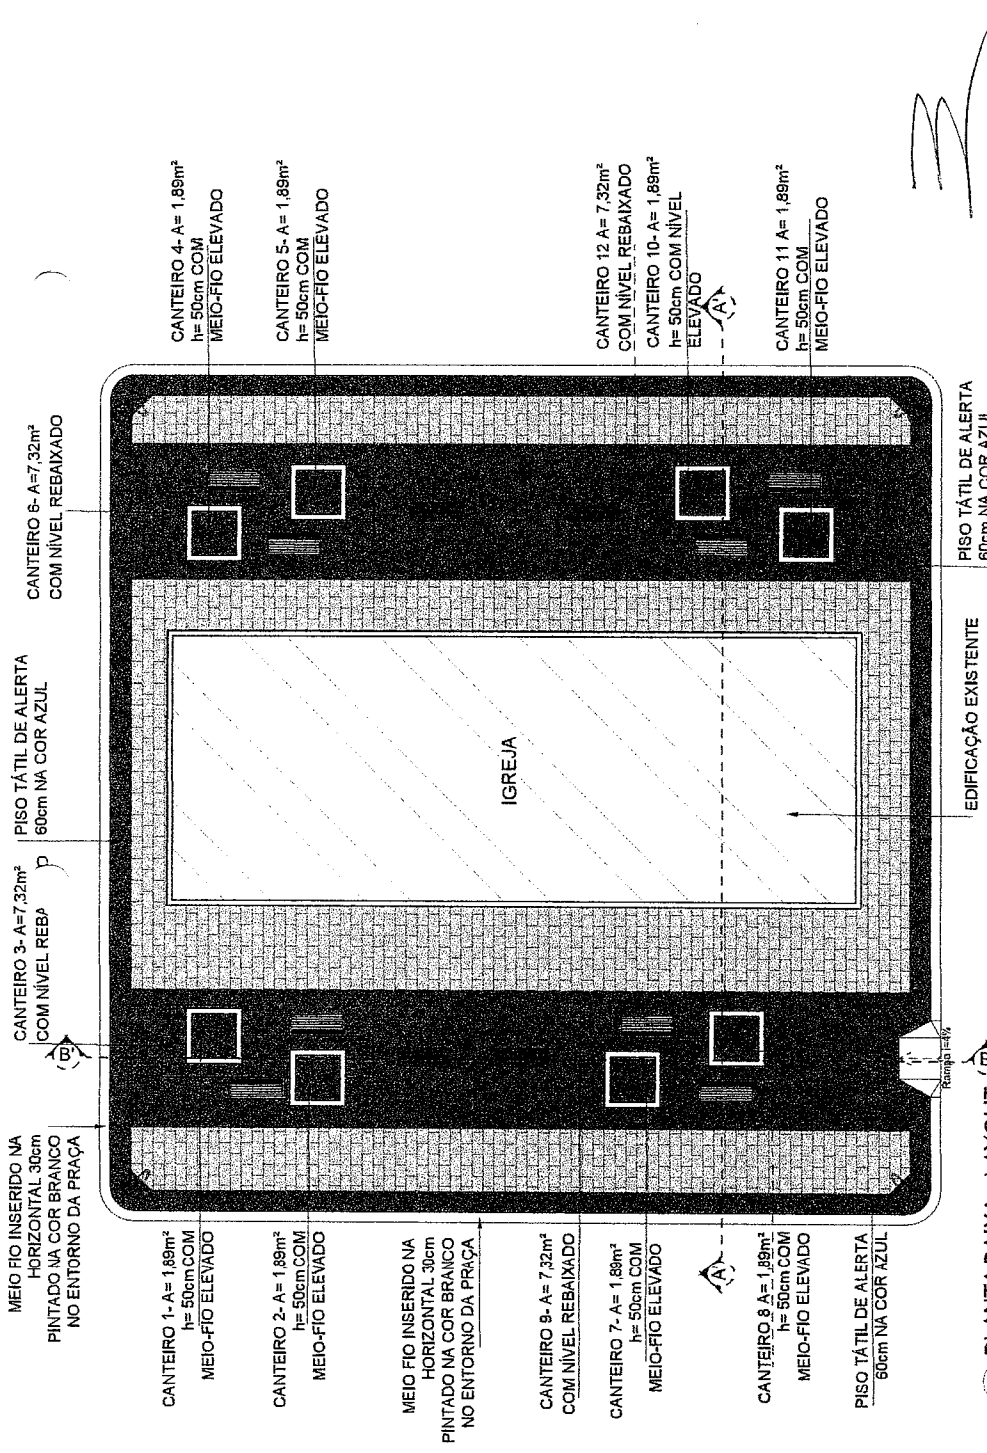 MEIO FIO INSERIDO NA
HORIZONTAL 30cm
PINTADO NA COR BRANCO
NO ENTORNO DA PRAÇA
CANTEIRO 3- A=7,32m²
COM NÍVEL REBA
PISO TÁTIL DE ALERTA
60cm NA COR AZUL
CANTEIRO 6- A=7,32m²
COM NÍVEL REBAIXADO
B'
CANTEIRO 1- A= 1,89m²
h= 50cm COM
MEIO-FIO ELEVADO
CANTEIRO 2- A= 1,89m²
h= 50cm COM
MEIO-FIO ELEVADO
MEIO FIO INSERIDO NA
HORIZONTAL 30cm
PINTADO NA COR BRANCO
NO ENTORNO DA PRAÇA
CANTEIRO 9- A= 7,32m²
COM NÍVEL REBAIXADO
CANTEIRO 7- A= 1,89m²
h= 50cm COM
MEIO-FIO ELEVADO
A
CANTEIRO 8 A= 1,89m²
h= 50cm COM
MEIO-FIO ELEVADO
PISO TÁTIL DE ALERTA
60cm NA COR AZUL
IGREJA
CANTEIRO 4- A= 1,89m²
h= 50cm COM
MEIO-FIO ELEVADO
CANTEIRO 5- A= 1,89m²
h= 50cm COM
MEIO-FIO ELEVADO
CANTEIRO 12 A= 7,32m²
COM NÍVEL REBAIXADO
CANTEIRO 10- A= 1,89m²
h= 50cm COM NÍVEL
ELEVADO
A'
CANTEIRO 11 A= 1,89m²
h= 50cm COM
MEIO-FIO ELEVADO
Rampa i=4%
EDIFICAÇÃO EXISTENTE
PISO TÁTIL DE ALERTA
60cm NA COR AZUL